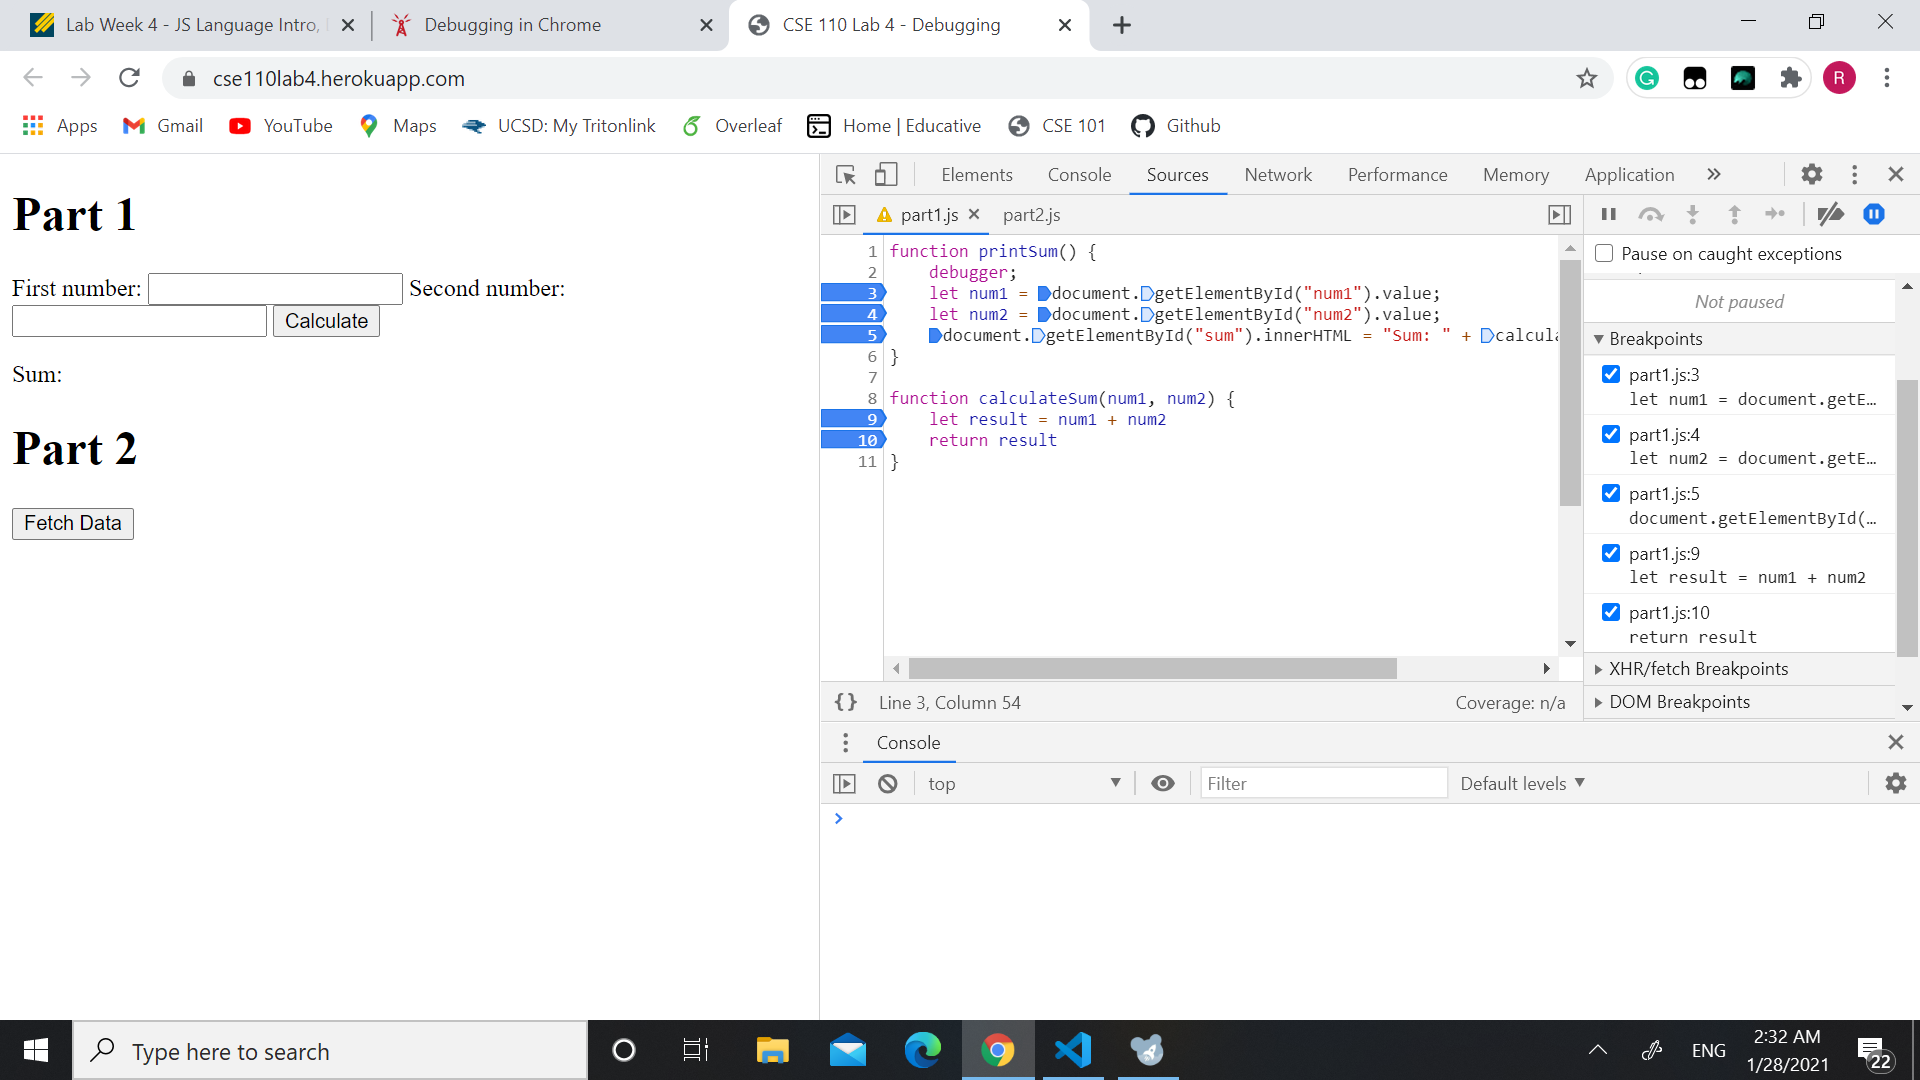 Lab Week 4 - JS Language Intro,
Debugging in Chrome
CSE 110 Lab 4 - Debugging
cse110lab4.herokuapp.com
R
Apps
Gmail
YouTube
Maps
UCSD: My Tritonlink
Overleaf
Home | Educative
CSE 101
Github
Part 1
First number:
Second number:
Calculate
Sum:
Part 2
Fetch Data
Elements
Console
Sources
Network
Performance
Memory
Application
part1.js
part2.js
1 function printSum() {
2 debugger;
3 let num1 = document.getElementById("num1").value;
4 let num2 = document.getElementById("num2").value;
5 document.getElementById("sum").innerHTML = "Sum: " + calcula
6 }
7
8 function calculateSum(num1, num2) {
9 let result = num1 + num2
10 return result
11 }
{} Line 3, Column 54
Coverage: n/a
Pause on caught exceptions
Not paused
Breakpoints
part1.js:3
let num1 = document.getE…
part1.js:4
let num2 = document.getE…
part1.js:5
document.getElementById(…
part1.js:9
let result = num1 + num2
part1.js:10
return result
XHR/fetch Breakpoints
DOM Breakpoints
Console
top
Filter
Default levels
Type here to search
ENG
2:32 AM
1/28/2021
22